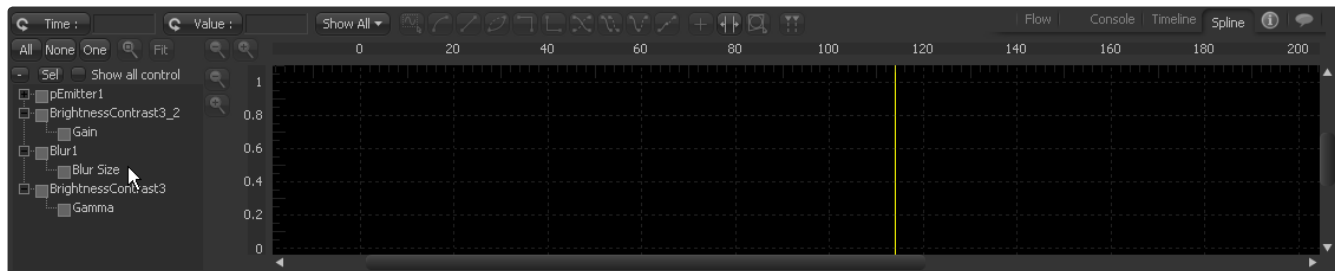 Time : Value : Show All Flow Console Timeline Spline
All None One Fit 0 20 40 60 80 100 120 140 160 180 200
- Sel Show all control
pEmitter1
BrightnessContrast3_2
Gain
Blur1
Blur Size
BrightnessContrast3
Gamma
1
0.8
0.6
0.4
0.2
0